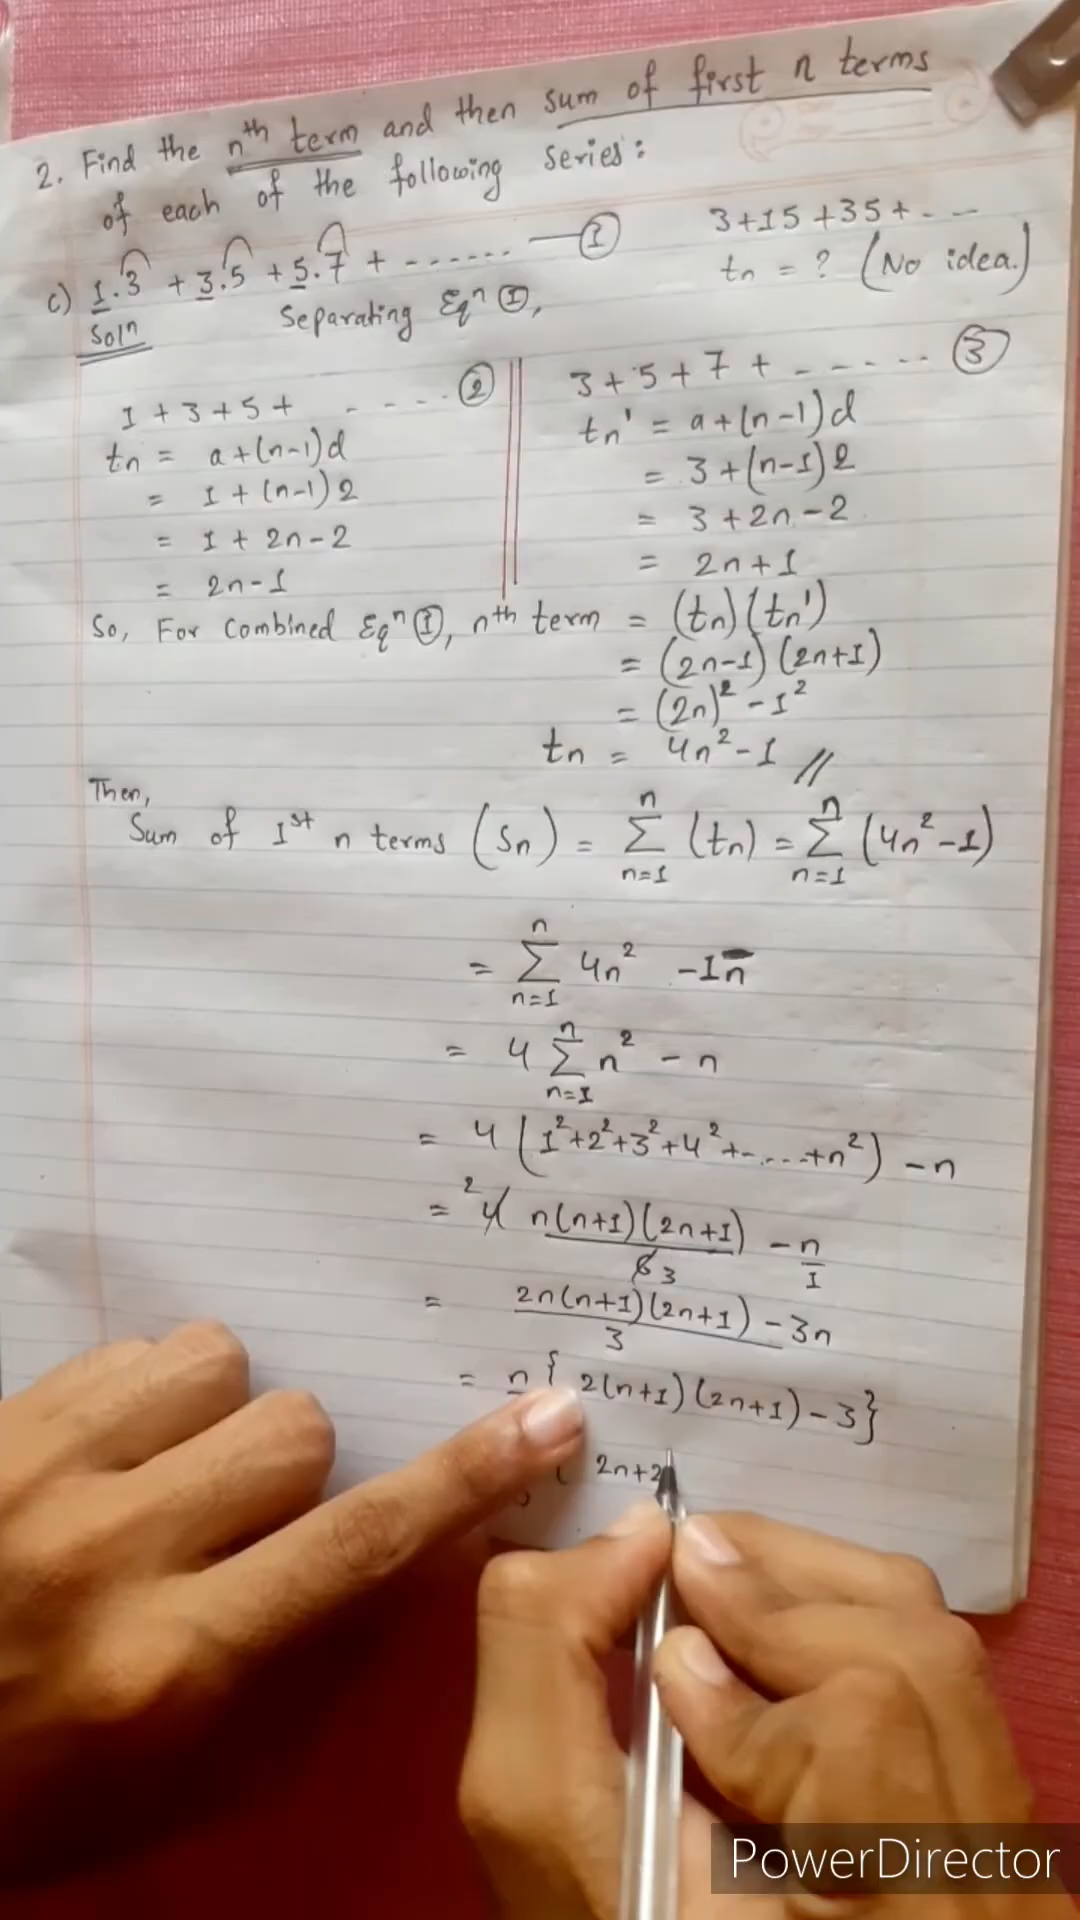 2. Find the nth term and then sum of first n terms
of each of the following series:
c) 1.3 + 3.5 + 5.7 + ...... — ①
3+15+35+ - --
tn = ? (No idea.)
Soln
Separating Eqn ①,
1 + 3 + 5 + - - - - . ②
tn = a+(n-1)d
= 1 + (n-1) 2
= 1 + 2n - 2
= 2n-1
3 + 5 + 7 + - - - - - ③
tn' = a+(n-1)d
= 3 + (n-1) 2
= 3 + 2n - 2
= 2n + 1
So, For Combined Eqn ①, nth term = (tn) (tn')
= (2n-1) (2n+1)
= (2n)² - 1²
tn = 4n² - 1 //
Then,
Sum of 1st n terms (Sn) = n Σ n=1 (tn) = n Σ n=1 (4n² - 1)
= n Σ n=1 4n² - 1n
= 4 n Σ n=1 n² - n
= 4 (1² + 2² + 3² + 4² + - .... + n²) - n
= 2 4 n(n+1)(2n+1) / 6 3 - n / 1
= 2n(n+1)(2n+1) - 3n / 3
= n { 2(n+1)(2n+1) - 3}
2n+2
PowerDirector